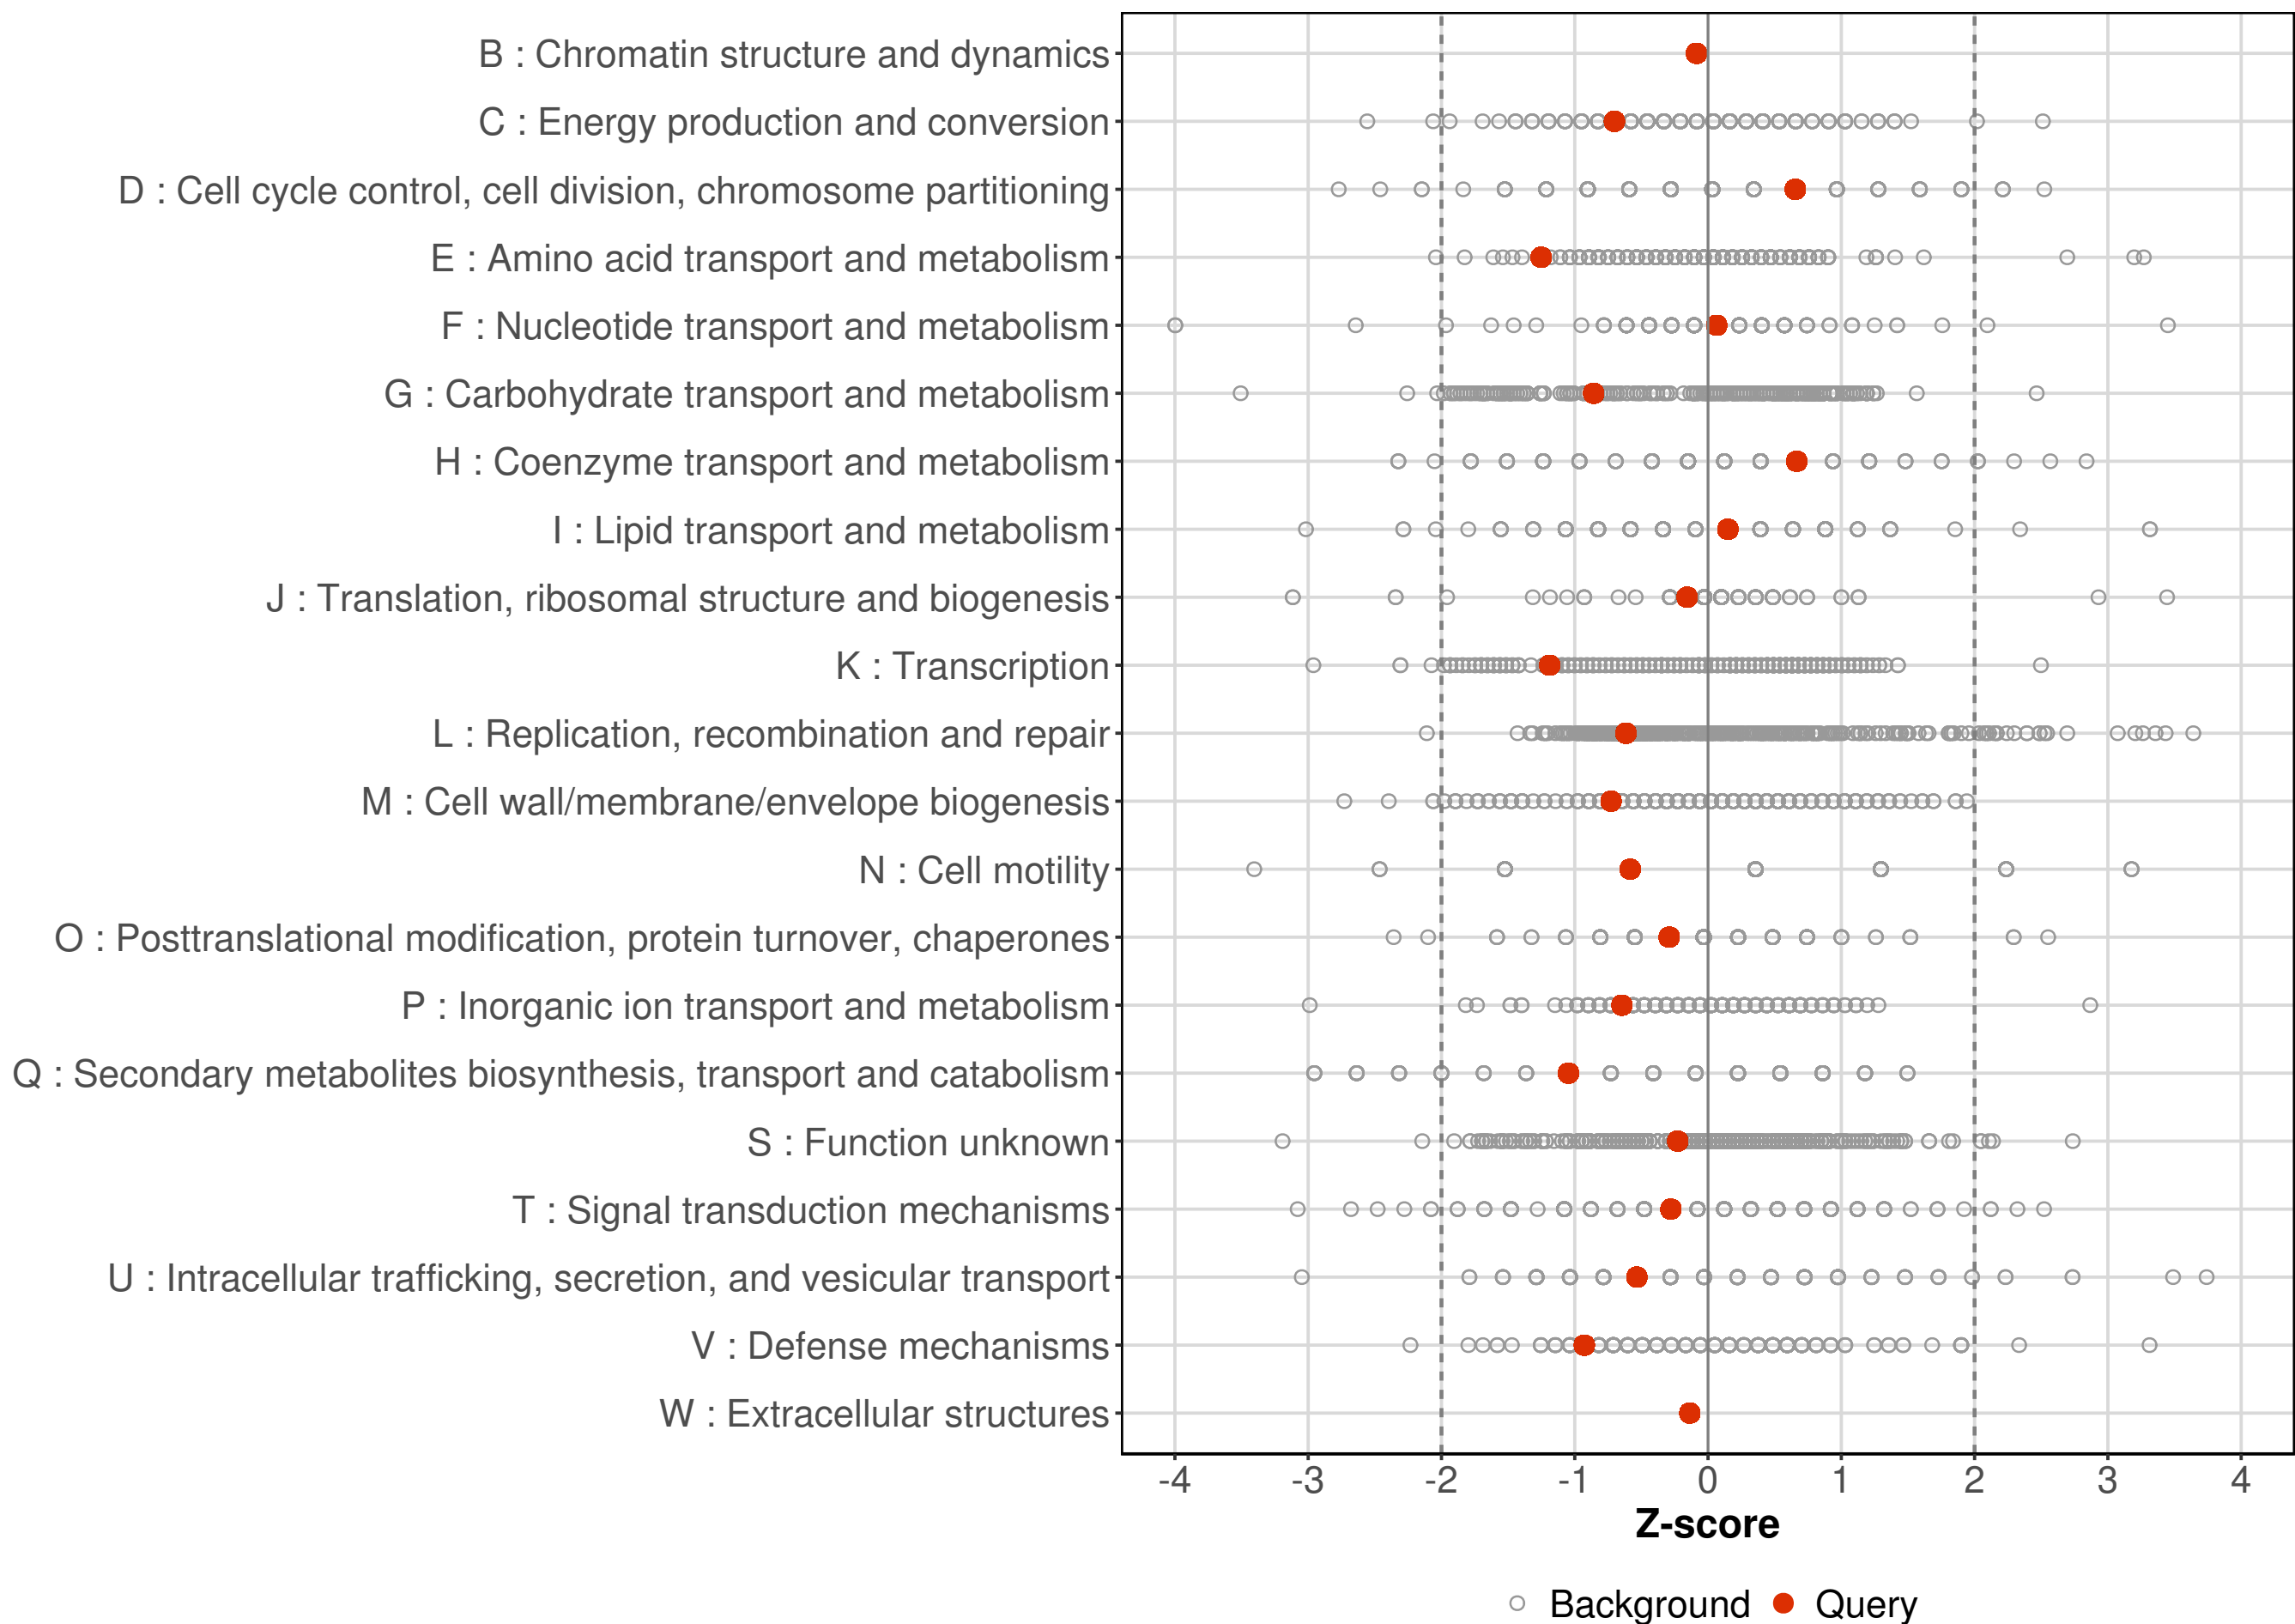 B : Chromatin structure and dynamics
C : Energy production and conversion
D : Cell cycle control, cell division, chromosome partitioning
E : Amino acid transport and metabolism
F : Nucleotide transport and metabolism
G : Carbohydrate transport and metabolism
H : Coenzyme transport and metabolism
I : Lipid transport and metabolism
J : Translation, ribosomal structure and biogenesis
K : Transcription
L : Replication, recombination and repair
M : Cell wall/membrane/envelope biogenesis
N : Cell motility
O : Posttranslational modification, protein turnover, chaperones
P : Inorganic ion transport and metabolism
Q : Secondary metabolites biosynthesis, transport and catabolism
S : Function unknown
T : Signal transduction mechanisms
U : Intracellular trafficking, secretion, and vesicular transport
V : Defense mechanisms
W : Extracellular structures
-4 -3 -2 -1 0 1 2 3 4
Z-score
Background Query